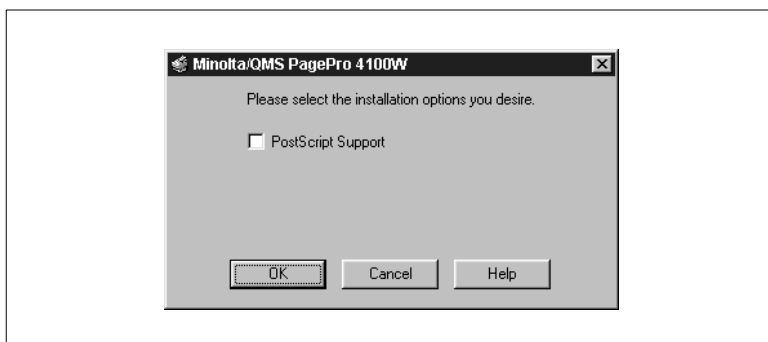 Minolta/QMS PagePro 4100W
Please select the installation options you desire.
PostScript Support
OK Cancel Help